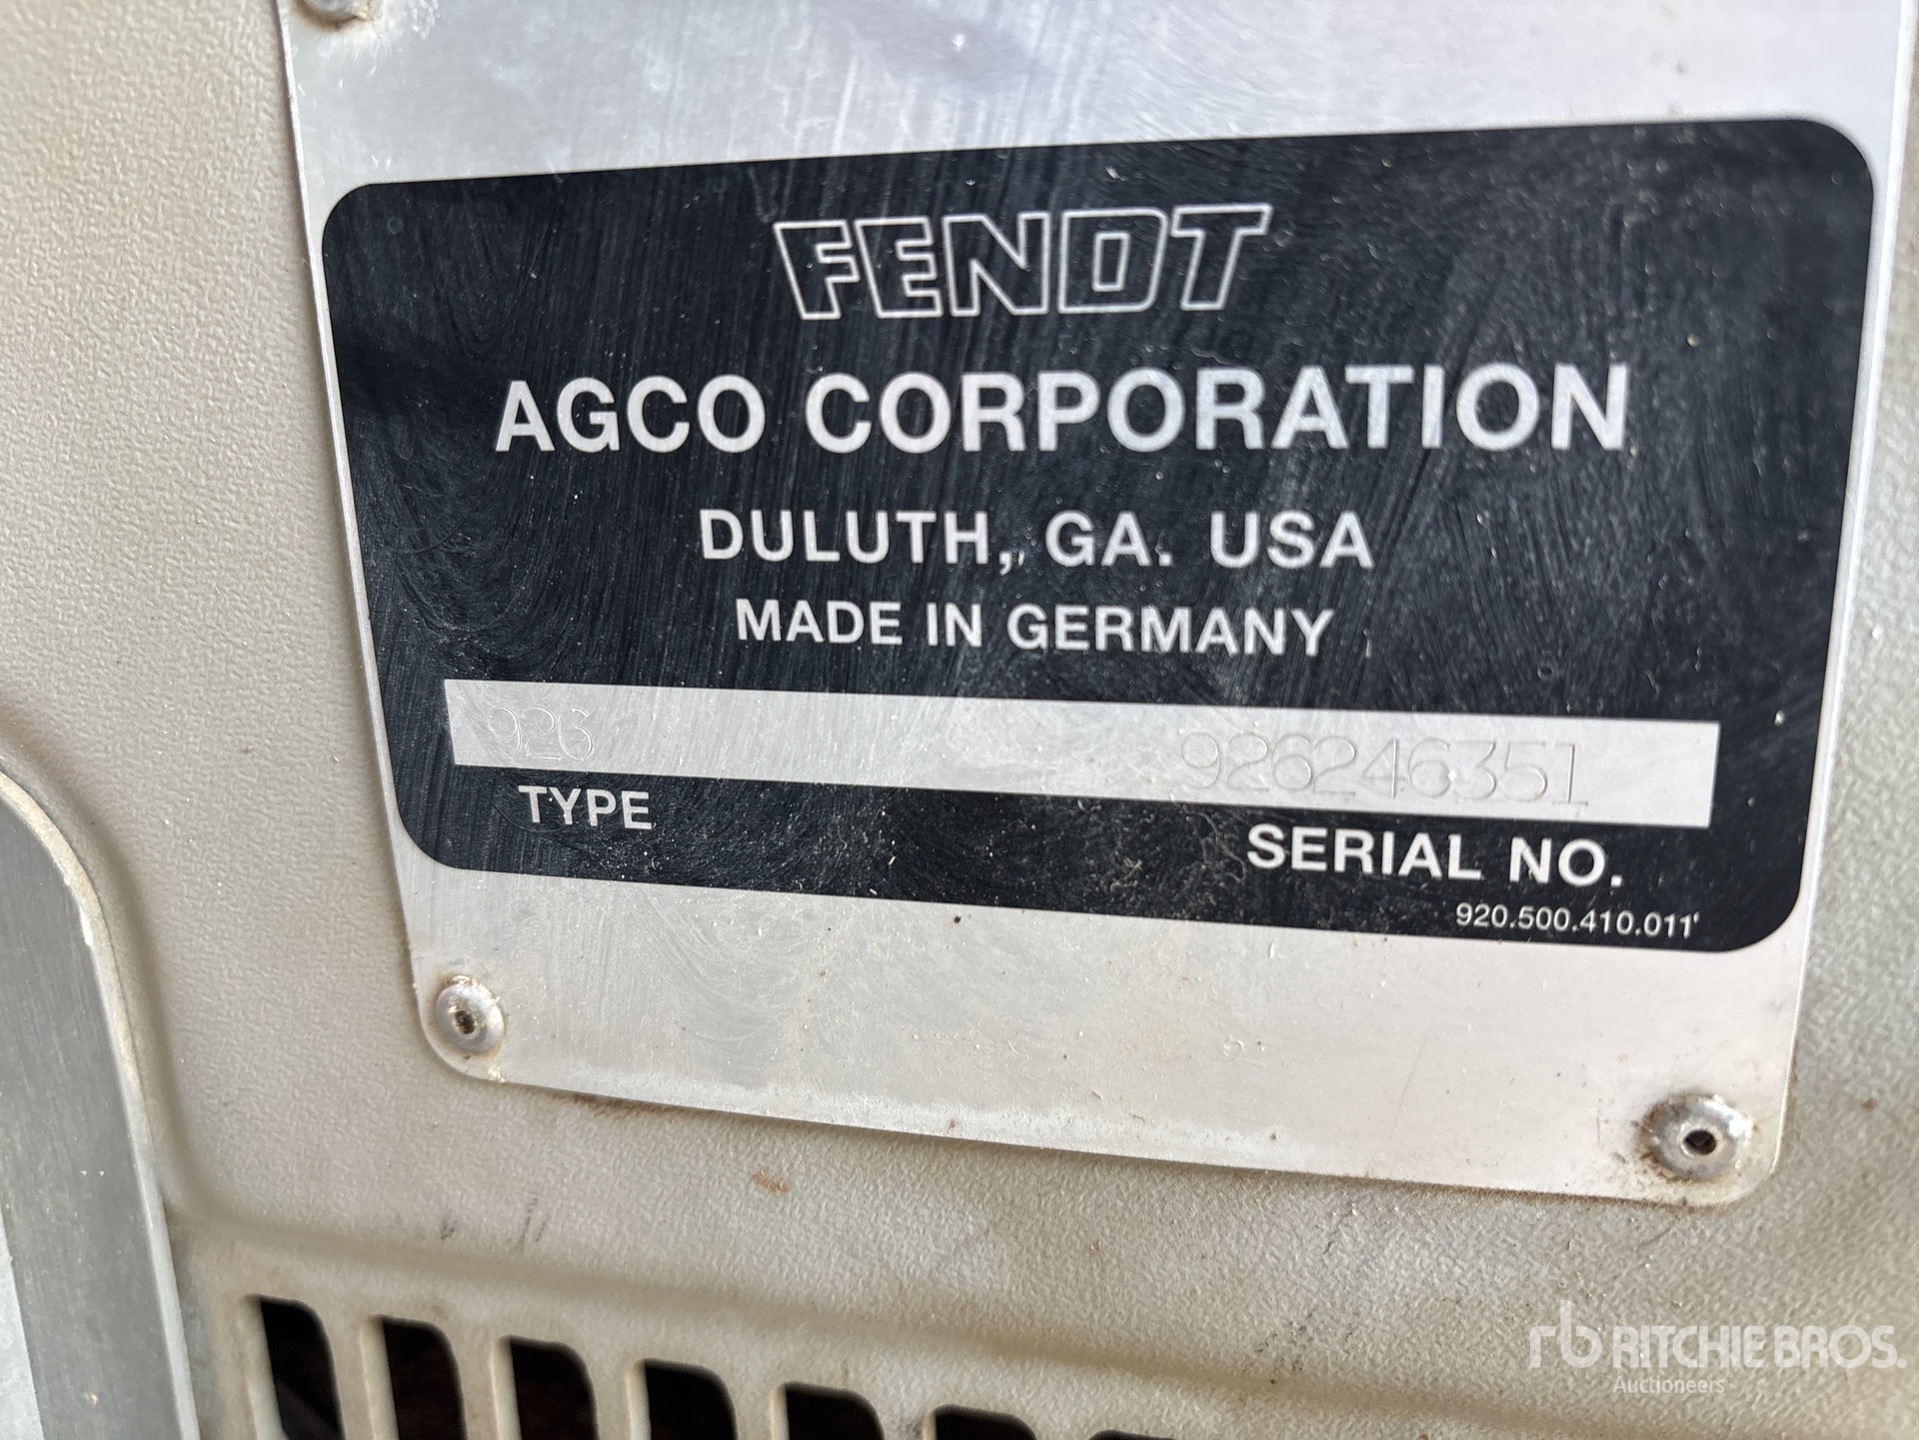 FENDT
AGCO CORPORATION
DULUTH, GA. USA
MADE IN GERMANY
926 926246351
TYPE SERIAL NO.
920.500.410.011
rb RITCHIE BROS.
Auctioneers